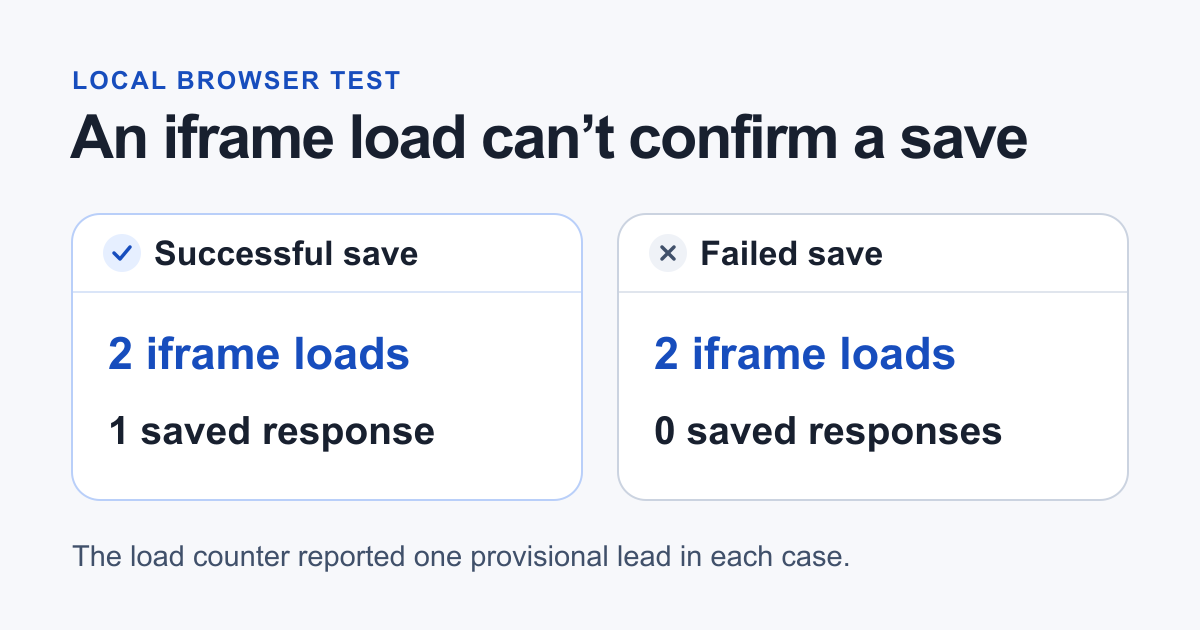 LOCAL BROWSER TEST
An iframe load can’t confirm a save
Successful save
2 iframe loads
1 saved response
Failed save
2 iframe loads
0 saved responses
The load counter reported one provisional lead in each case.